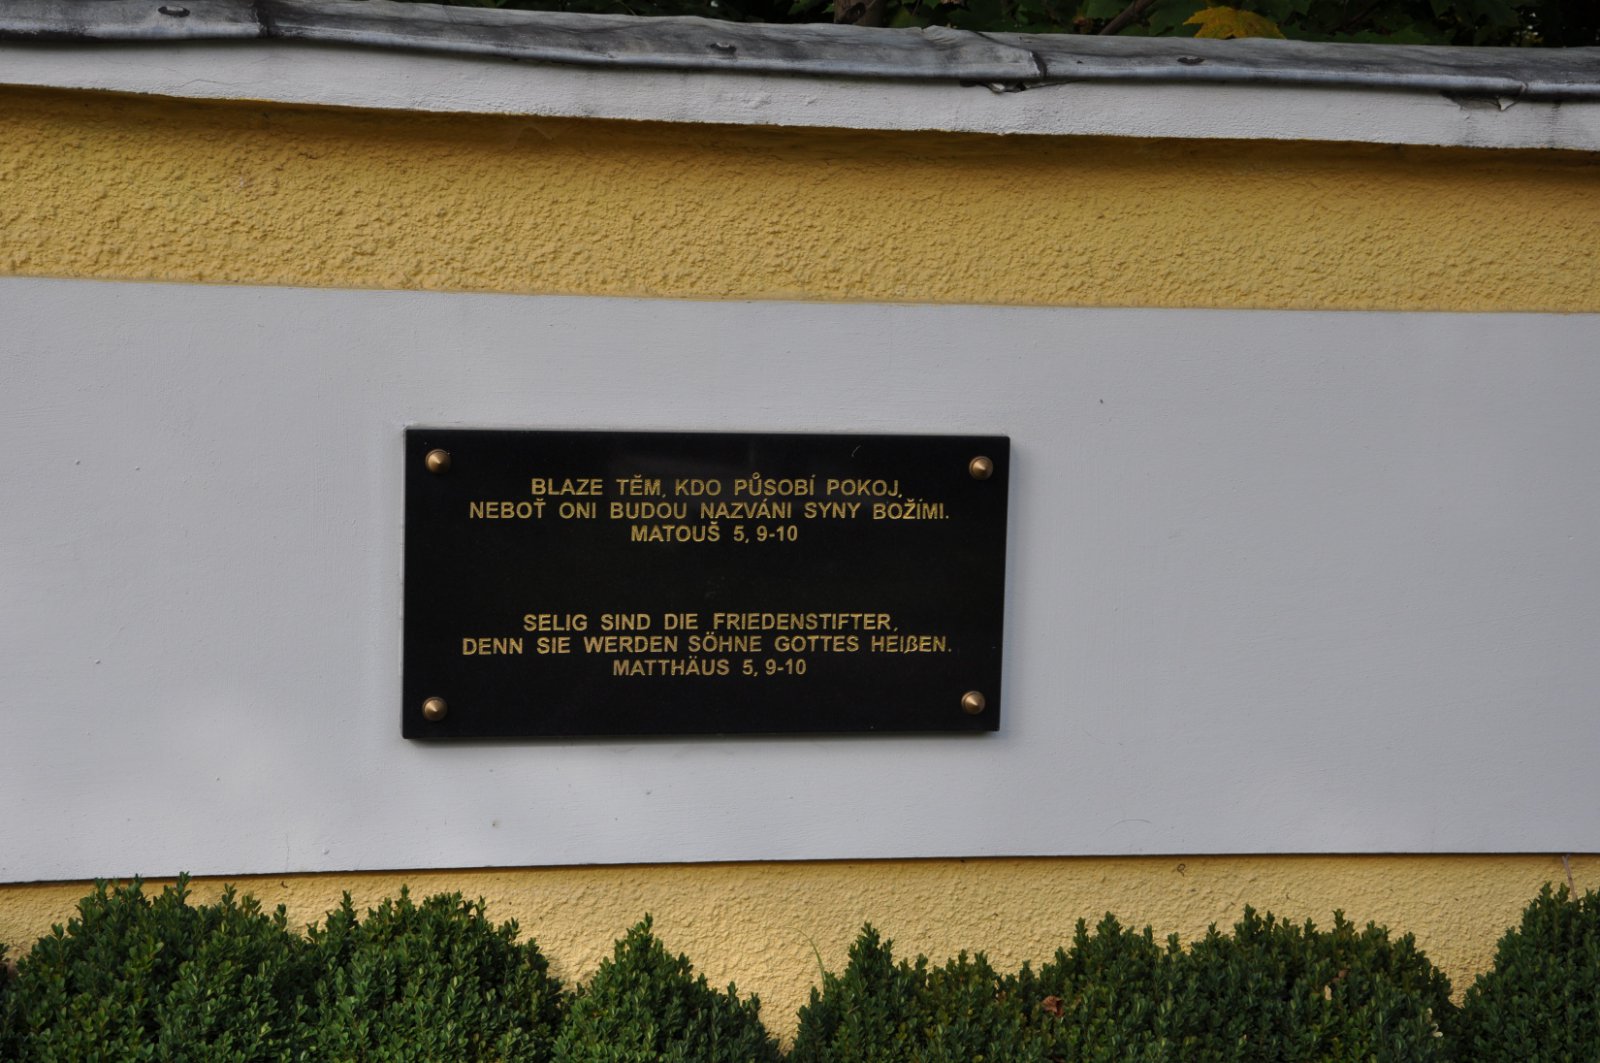 BLAZE TĚM, KDO PŮSOBÍ POKOJ,
NEBOŤ ONI BUDOU NAZVÁNI SYNY BOŽÍMI.
MATOUŠ 5, 9-10
SELIG SIND DIE FRIEDENSTIFTER,
DENN SIE WERDEN SÖHNE GOTTES HEIßEN.
MATTHÄUS 5, 9-10